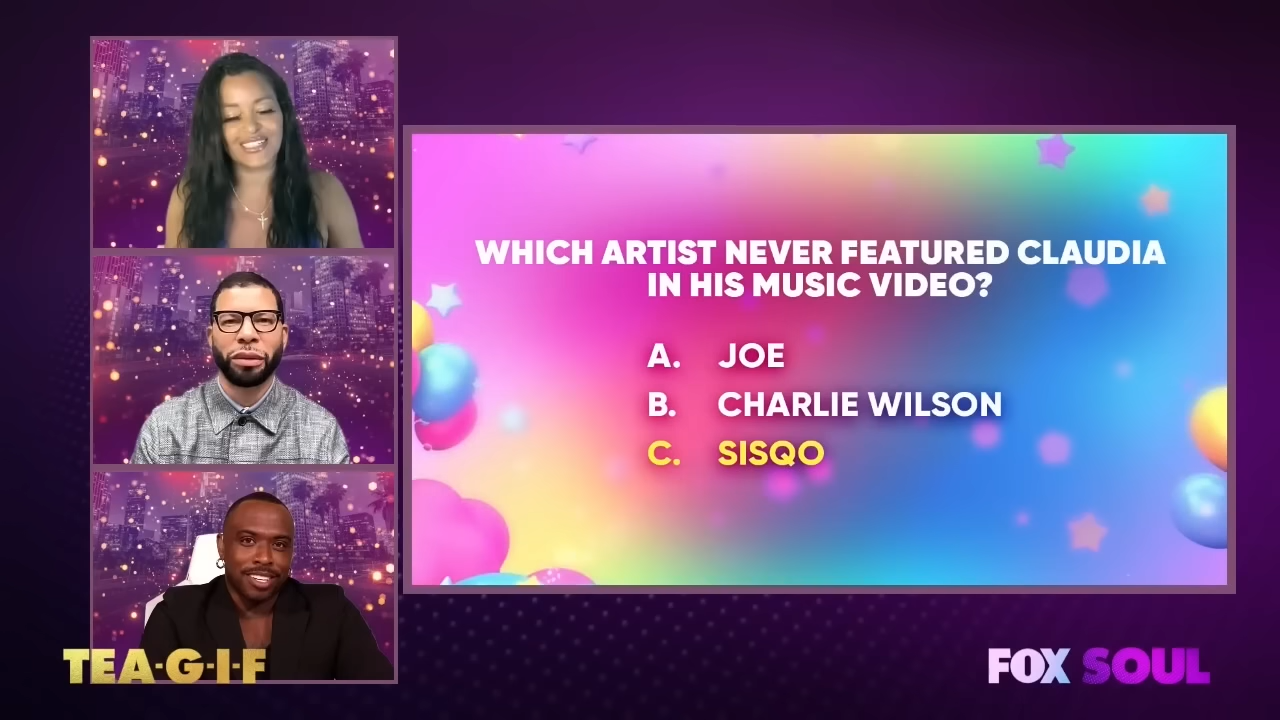 WHICH ARTIST NEVER FEATURED CLAUDIA
IN HIS MUSIC VIDEO?
A. JOE
B. CHARLIE WILSON
C. SISQO
TEA-G-I-F
FOX SOUL